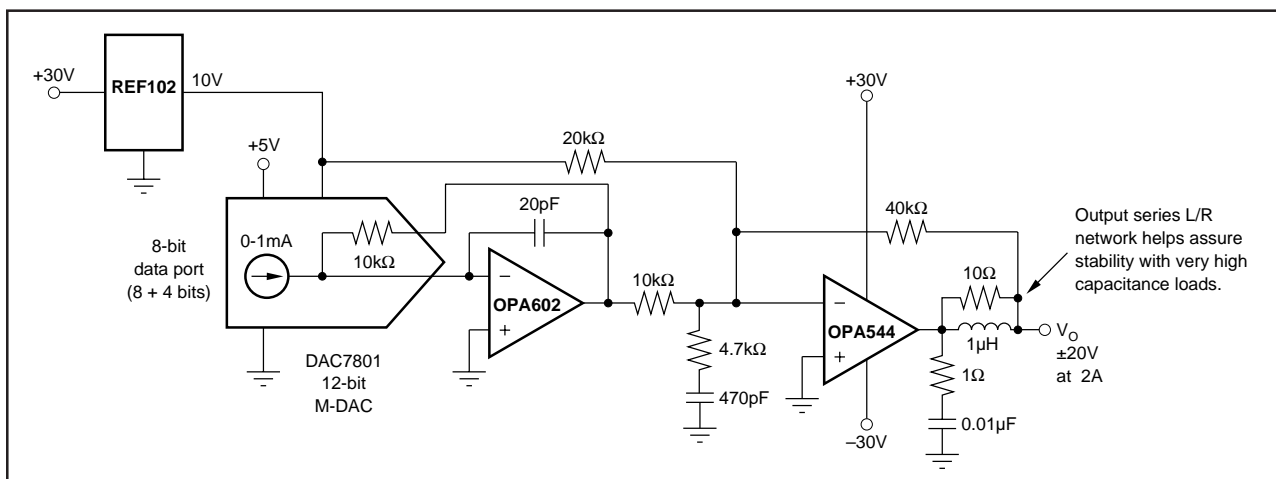 +30V
REF102
10V
+30V
+5V
20kΩ
20pF
40kΩ
Output series L/R
network helps assure
stability with very high
capacitance loads.
8-bit
data port
(8 + 4 bits)
0-1mA
10kΩ
–
+
OPA602
10kΩ
–
+
OPA544
10Ω
1µH
VO
±20V
at 2A
4.7kΩ
1Ω
DAC7801
12-bit
M-DAC
470pF
–30V
0.01µF